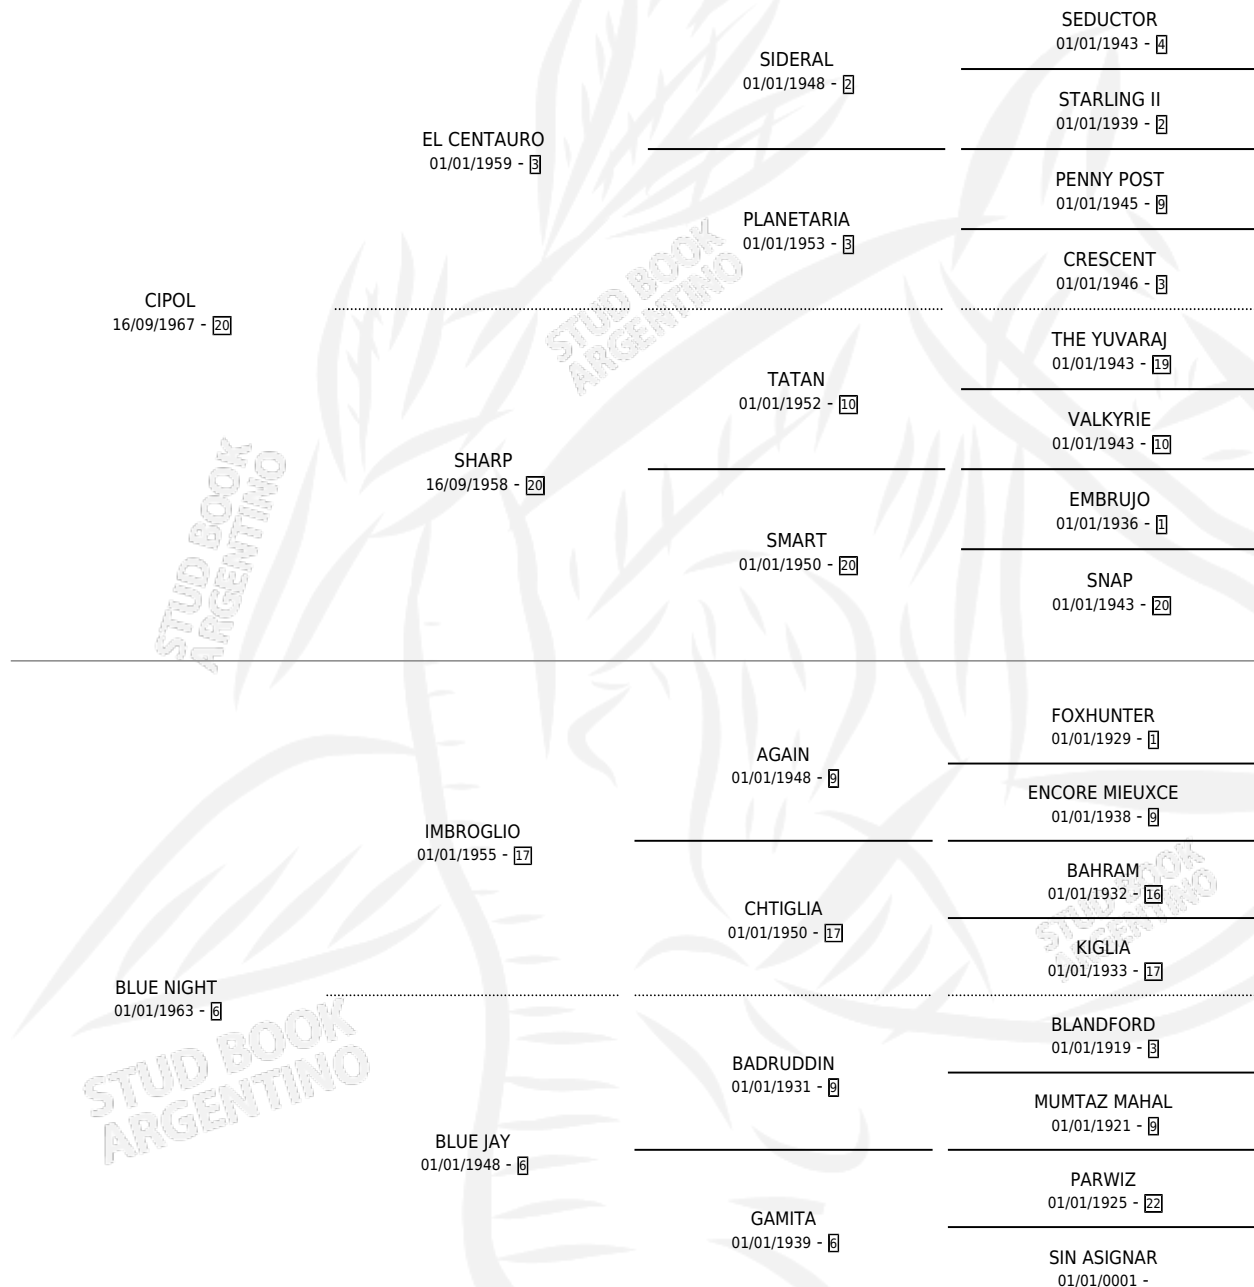 SEDUCTOR
01/01/1943 - 4
SIDERAL
01/01/1948 - 2
STARLING II
01/01/1939 - 2
EL CENTAURO
01/01/1959 - 3
PENNY POST
01/01/1945 - 9
PLANETARIA
01/01/1953 - 3
CRESCENT
01/01/1946 - 3
CIPOL
16/09/1967 - 20
THE YUVARAJ
01/01/1943 - 19
TATAN
01/01/1952 - 10
VALKYRIE
01/01/1943 - 10
SHARP
16/09/1958 - 20
EMBRUJO
01/01/1936 - 1
SMART
01/01/1950 - 20
SNAP
01/01/1943 - 20
FOXHUNTER
01/01/1929 - 1
AGAIN
01/01/1948 - 9
ENCORE MIEUXCE
01/01/1938 - 9
IMBROGLIO
01/01/1955 - 17
BAHRAM
01/01/1932 - 16
CHTIGLIA
01/01/1950 - 17
KIGLIA
01/01/1933 - 17
BLUE NIGHT
01/01/1963 - 6
BLANDFORD
01/01/1919 - 3
BADRUDDIN
01/01/1931 - 9
MUMTAZ MAHAL
01/01/1921 - 9
BLUE JAY
01/01/1948 - 6
PARWIZ
01/01/1925 - 22
GAMITA
01/01/1939 - 6
SIN ASIGNAR
01/01/0001 -
STUD BOOK
ARGENTINO
STUD BOOK
ARGENTINO
STUD BOOK
ARGENTINO
STUD BOOK
ARGENTINO